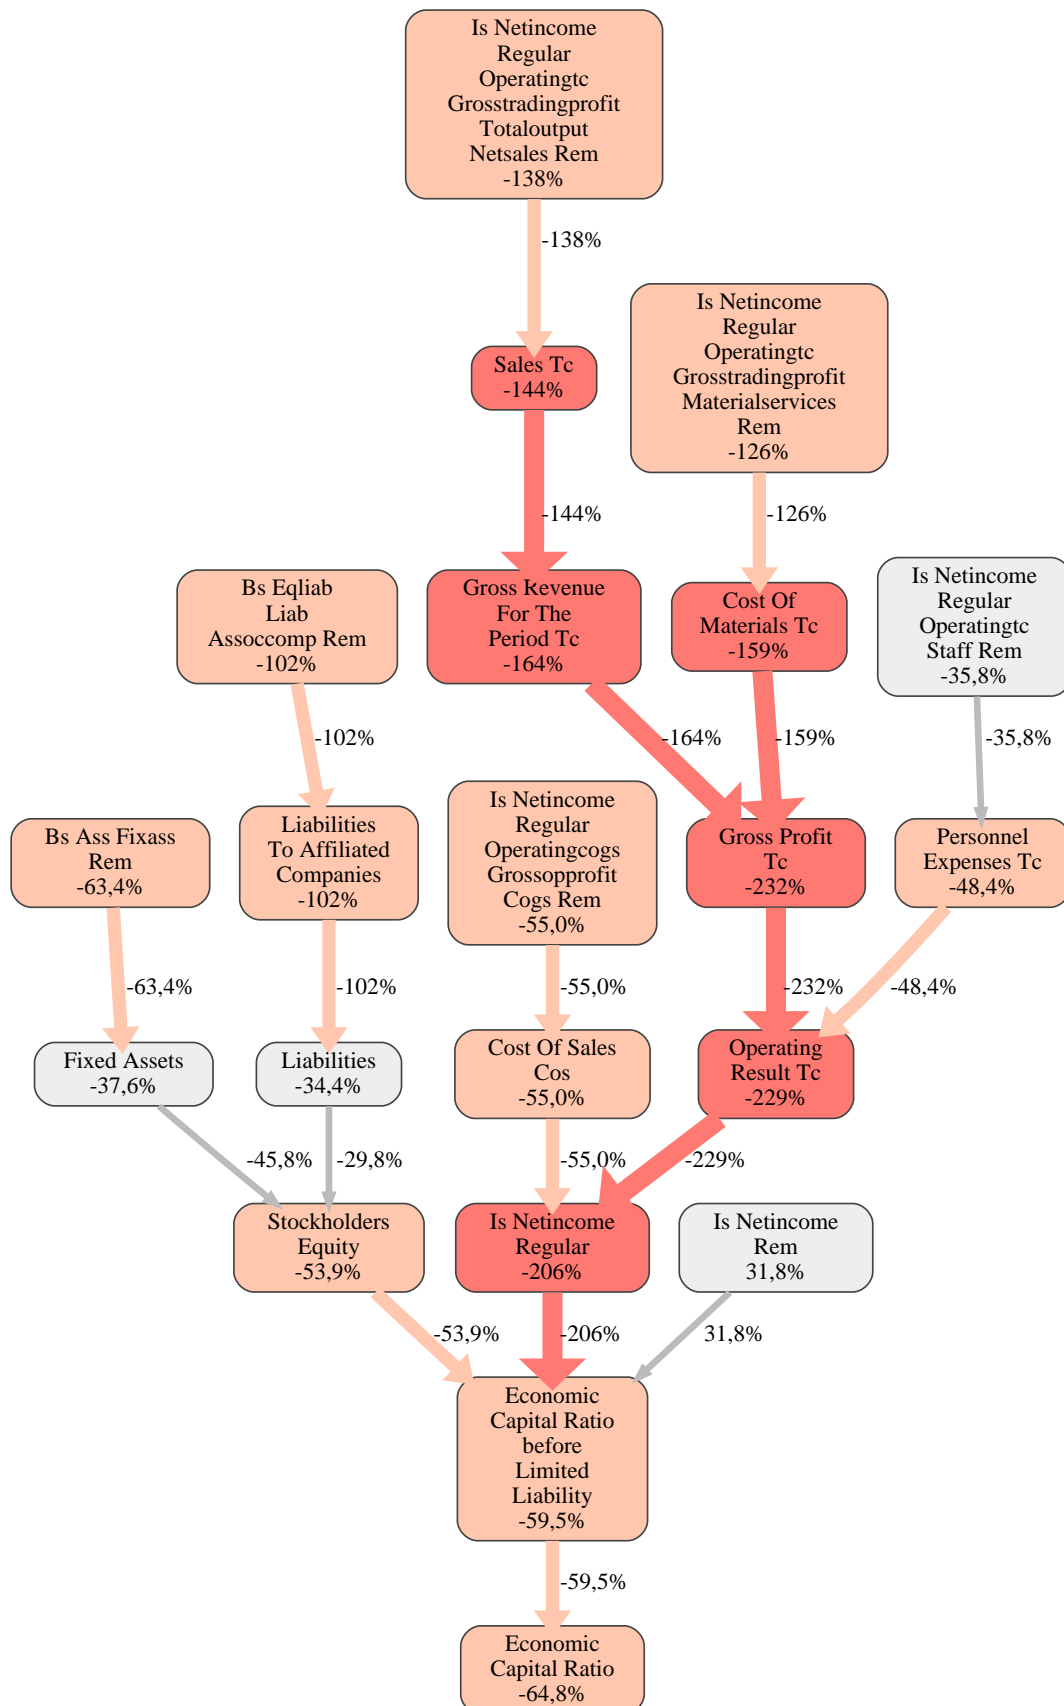 Is Netincome
Regular
Operatingtc
Grosstradingprofit
Totaloutput
Netsales Rem
-138%
-138%
Is Netincome
Regular
Operatingtc
Grosstradingprofit
Materialservices
Rem
-126%
Sales Tc
-144%
-144%
-126%
Bs Eqliab
Liab
Assoccomp Rem
-102%
Gross Revenue
For The
Period Tc
-164%
Cost Of
Materials Tc
-159%
Is Netincome
Regular
Operatingtc
Staff Rem
-35,8%
-102%
-164%
-159%
-35,8%
Bs Ass Fixass
Rem
-63,4%
Liabilities
To Affiliated
Companies
-102%
Is Netincome
Regular
Operatingcogs
Grossopprofit
Cogs Rem
-55,0%
Gross Profit
Tc
-232%
Personnel
Expenses Tc
-48,4%
-63,4%
-102%
-55,0%
-232%
-48,4%
Fixed Assets
-37,6%
Liabilities
-34,4%
Cost Of Sales
Cos
-55,0%
Operating
Result Tc
-229%
-45,8%
-29,8%
-55,0%
-229%
Stockholders
Equity
-53,9%
Is Netincome
Regular
-206%
Is Netincome
Rem
31,8%
-53,9%
-206%
31,8%
Economic
Capital Ratio
before
Limited
Liability
-59,5%
-59,5%
Economic
Capital Ratio
-64,8%